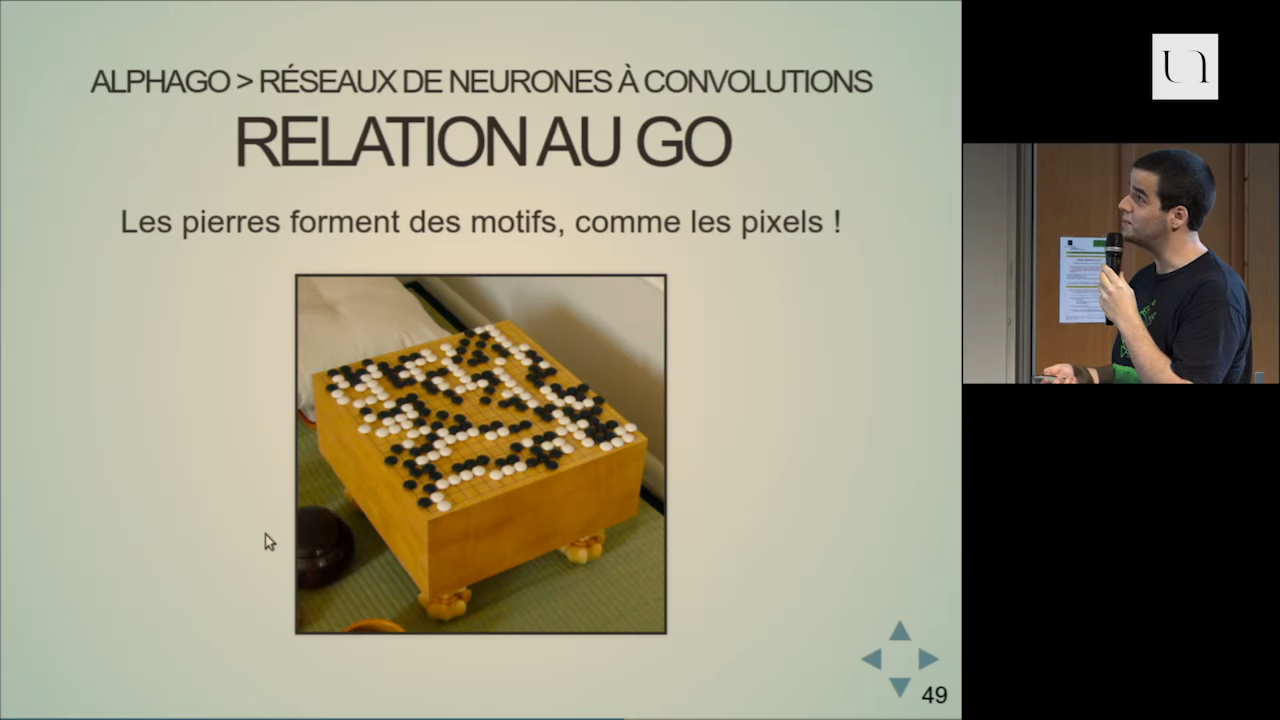 ALPHAGO > RÉSEAUX DE NEURONES À CONVOLUTIONS
RELATION AU GO
Les pierres forment des motifs, comme les pixels !
49